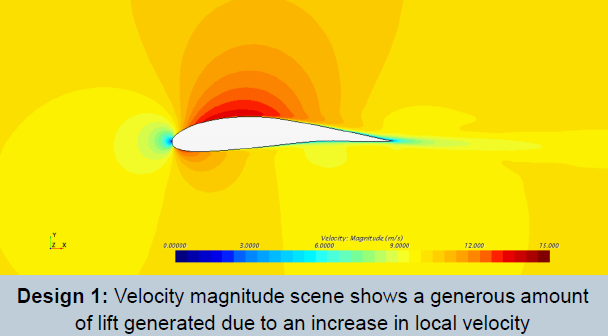 Y
Z X
Velocity: Magnitude (m/s)
0.00000 3.0000 6.0000 9.0000 12.000 15.000
Design 1: Velocity magnitude scene shows a generous amount
of lift generated due to an increase in local velocity